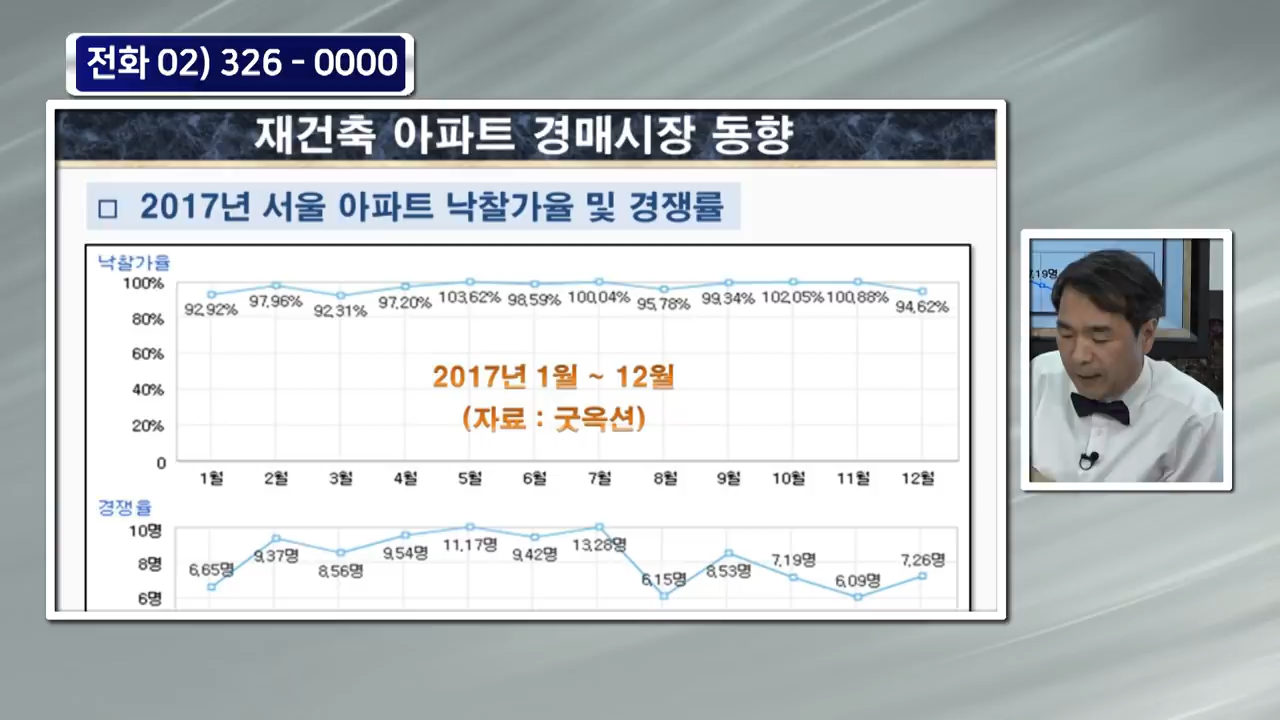 전화 02) 326 - 0000
재건축 아파트 경매시장 동향
□ 2017년 서울 아파트 낙찰가율 및 경쟁률
낙찰가율
100%
80%
60%
40%
20%
0
92,92% 97,96% 92,31% 97,20% 103,62% 98,59% 100,04% 95,78% 99,34% 102,05% 100,88% 94,62%
2017년 1월 ~ 12월
(자료 : 굿옥션)
1월 2월 3월 4월 5월 6월 7월 8월 9월 10월 11월 12월
경쟁률
10명
8명
6명
6,65명 9,37명 8,56명 9,54명 11,17명 9,42명 13,28명 6,15명 8,53명 7,19명 6,09명 7,26명
7,19명